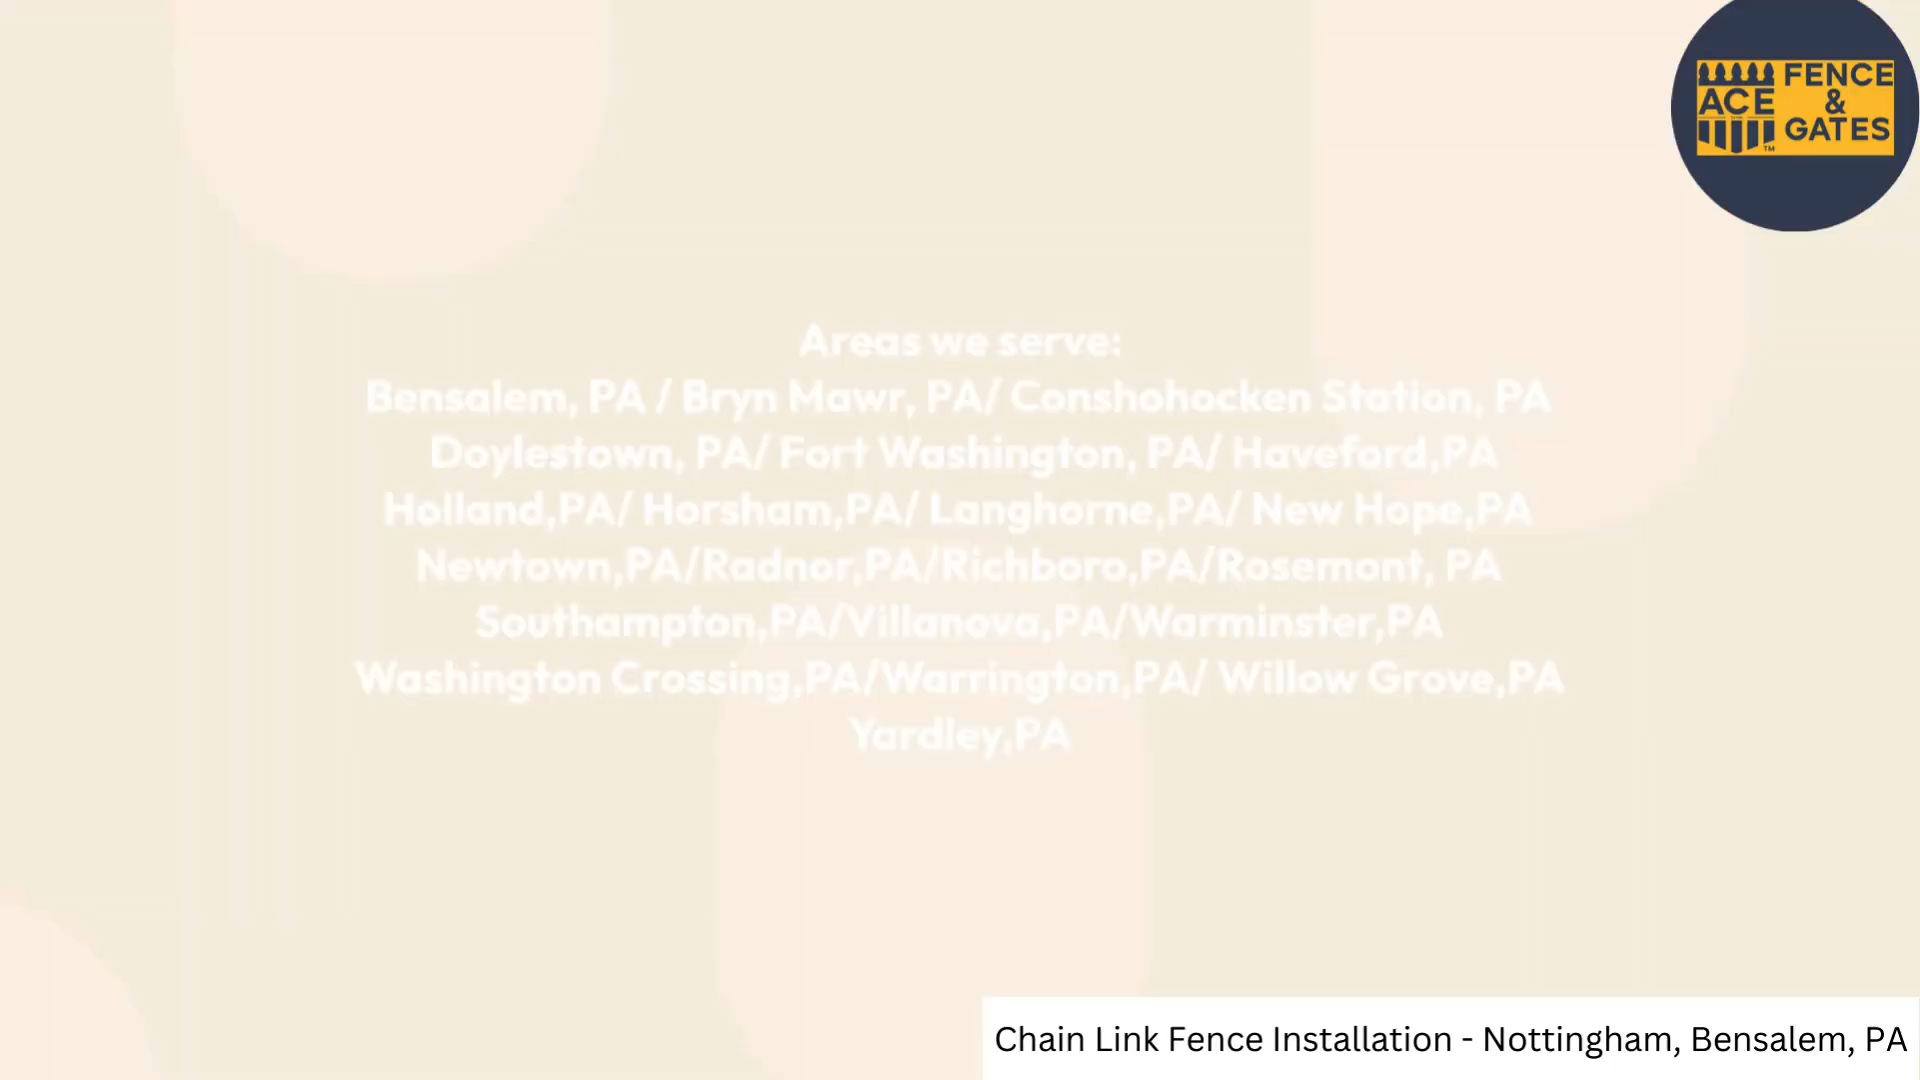 FENCE
ACE &
GATES
TM
Areas we serve:
Bensalem, PA / Bryn Mawr, PA/ Conshohocken Station, PA
Doylestown, PA/ Fort Washington, PA/ Haveford,PA
Holland,PA/ Horsham,PA/ Langhorne,PA/ New Hope,PA
Newtown,PA/Radnor,PA/Richboro,PA/Rosemont, PA
Southampton,PA/Villanova,PA/Warminster,PA
Washington Crossing,PA/Warrington,PA/ Willow Grove,PA
Yardley,PA
Chain Link Fence Installation - Nottingham, Bensalem, PA